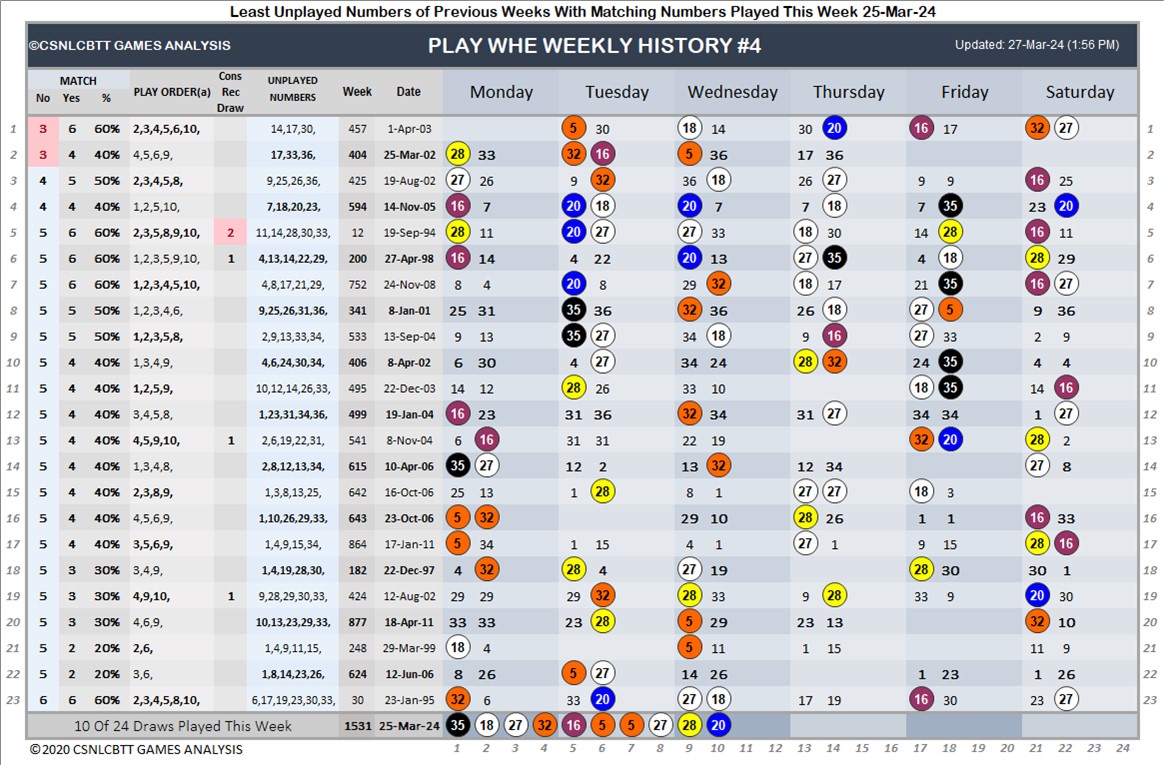 Least Unplayed Numbers of Previous Weeks With Matching Numbers Played This Week 25-Mar-24
©CSNLCBTT GAMES ANALYSIS PLAY WHE WEEKLY HISTORY #4 Updated: 27-Mar-24 (1:56 PM)
MATCH
No Yes % PLAY ORDER(a) Cons Rec Draw UNPLAYED NUMBERS Week Date Monday Tuesday Wednesday Thursday Friday Saturday
1 3 6 60% 2,3,4,5,6,10, 14,17,30, 457 1-Apr-03 5 30 18 14 30 20 16 17 32 27 1
2 3 4 40% 4,5,6,9, 17,33,36, 404 25-Mar-02 28 33 32 16 5 36 17 36 2
3 4 5 50% 2,3,4,5,8, 9,25,26,36, 425 19-Aug-02 27 26 9 32 36 18 26 27 9 9 16 25 3
4 4 4 40% 1,2,5,10, 7,18,20,23, 594 14-Nov-05 16 7 20 18 20 7 7 18 7 35 23 20 4
5 5 6 60% 2,3,5,8,9,10, 2 11,14,28,30,33, 12 19-Sep-94 28 11 20 27 27 33 18 30 14 28 16 11 5
6 5 6 60% 1,2,3,5,9,10, 1 4,13,14,22,29, 200 27-Apr-98 16 14 4 22 20 13 27 35 4 18 28 29 6
7 5 6 60% 1,2,3,4,5,10, 4,8,17,21,29, 752 24-Nov-08 8 4 20 8 29 32 18 17 21 35 16 27 7
8 5 5 50% 1,2,3,4,6, 9,25,26,31,36, 341 8-Jan-01 25 31 35 36 32 36 26 18 27 5 9 36 8
9 5 5 50% 1,2,3,5,8, 2,9,13,33,34, 533 13-Sep-04 9 13 35 27 34 18 9 16 27 33 2 9 9
10 5 4 40% 1,3,4,9, 4,6,24,30,34, 406 8-Apr-02 6 30 4 27 34 24 28 32 24 35 4 4 10
11 5 4 40% 1,2,5,9, 10,12,14,26,33, 495 22-Dec-03 14 12 28 26 33 10 18 35 14 16 11
12 5 4 40% 3,4,5,8, 1,23,31,34,36, 499 19-Jan-04 16 23 31 36 32 34 31 27 34 34 1 27 12
13 5 4 40% 4,5,9,10, 1 2,6,19,22,31, 541 8-Nov-04 6 16 31 31 22 19 32 20 28 2 13
14 5 4 40% 1,3,4,8, 2,8,12,13,34, 615 10-Apr-06 35 27 12 2 13 32 12 34 27 8 14
15 5 4 40% 2,3,8,9, 1,3,8,13,25, 642 16-Oct-06 25 13 1 28 8 1 27 27 18 3 15
16 5 4 40% 4,5,6,9, 1,10,26,29,33, 643 23-Oct-06 5 32 29 10 28 26 1 1 16 33 16
17 5 4 40% 3,5,6,9, 1,4,9,15,34, 864 17-Jan-11 5 34 1 15 4 1 27 1 9 15 28 16 17
18 5 3 30% 3,4,9, 1,4,19,28,30, 182 22-Dec-97 4 32 28 4 27 19 28 30 30 1 18
19 5 3 30% 4,9,10, 1 9,28,29,30,33, 424 12-Aug-02 29 29 29 32 28 33 9 28 33 9 20 30 19
20 5 3 30% 4,6,9, 10,13,23,29,33, 877 18-Apr-11 33 33 23 28 5 29 23 13 32 10 20
21 5 2 20% 2,6, 1,4,9,11,15, 248 29-Mar-99 18 4 5 11 1 15 11 9 21
22 5 2 20% 3,6, 1,8,14,23,26, 624 12-Jun-06 8 26 5 27 14 26 1 23 1 26 22
23 6 6 60% 2,3,4,5,8,10, 6,17,19,23,30,33, 30 23-Jan-95 32 6 33 20 27 18 17 19 16 30 23 27 23
10 Of 24 Draws Played This Week 1531 25-Mar-24 35 18 27 32 16 5 5 27 28 20
© 2020 CSNLCBTT GAMES ANALYSIS 1 2 3 4 5 6 7 8 9 10 11 12 13 14 15 16 17 18 19 20 21 22 23 24